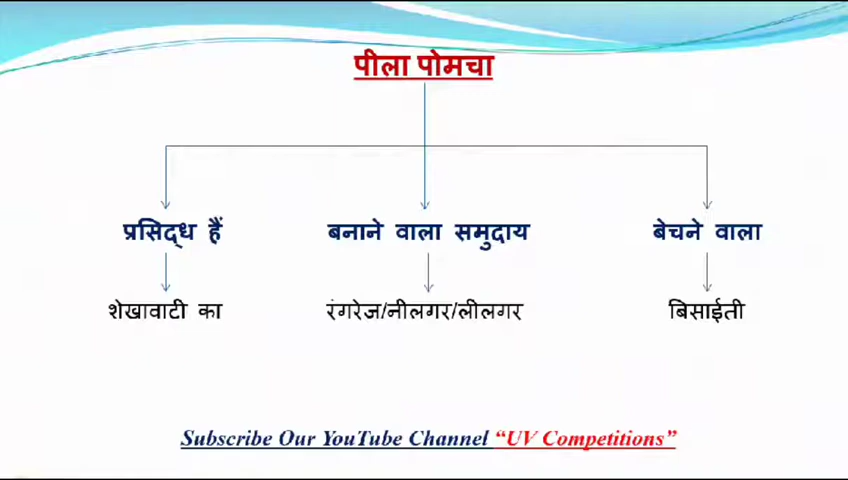 पीला पोमचा
प्रसिद्ध हैं बनाने वाला समुदाय बेचने वाला
शेखावाटी का रंगरेज/नीलगर/लीलगर बिसाईती
Subscribe Our YouTube Channel “UV Competitions”